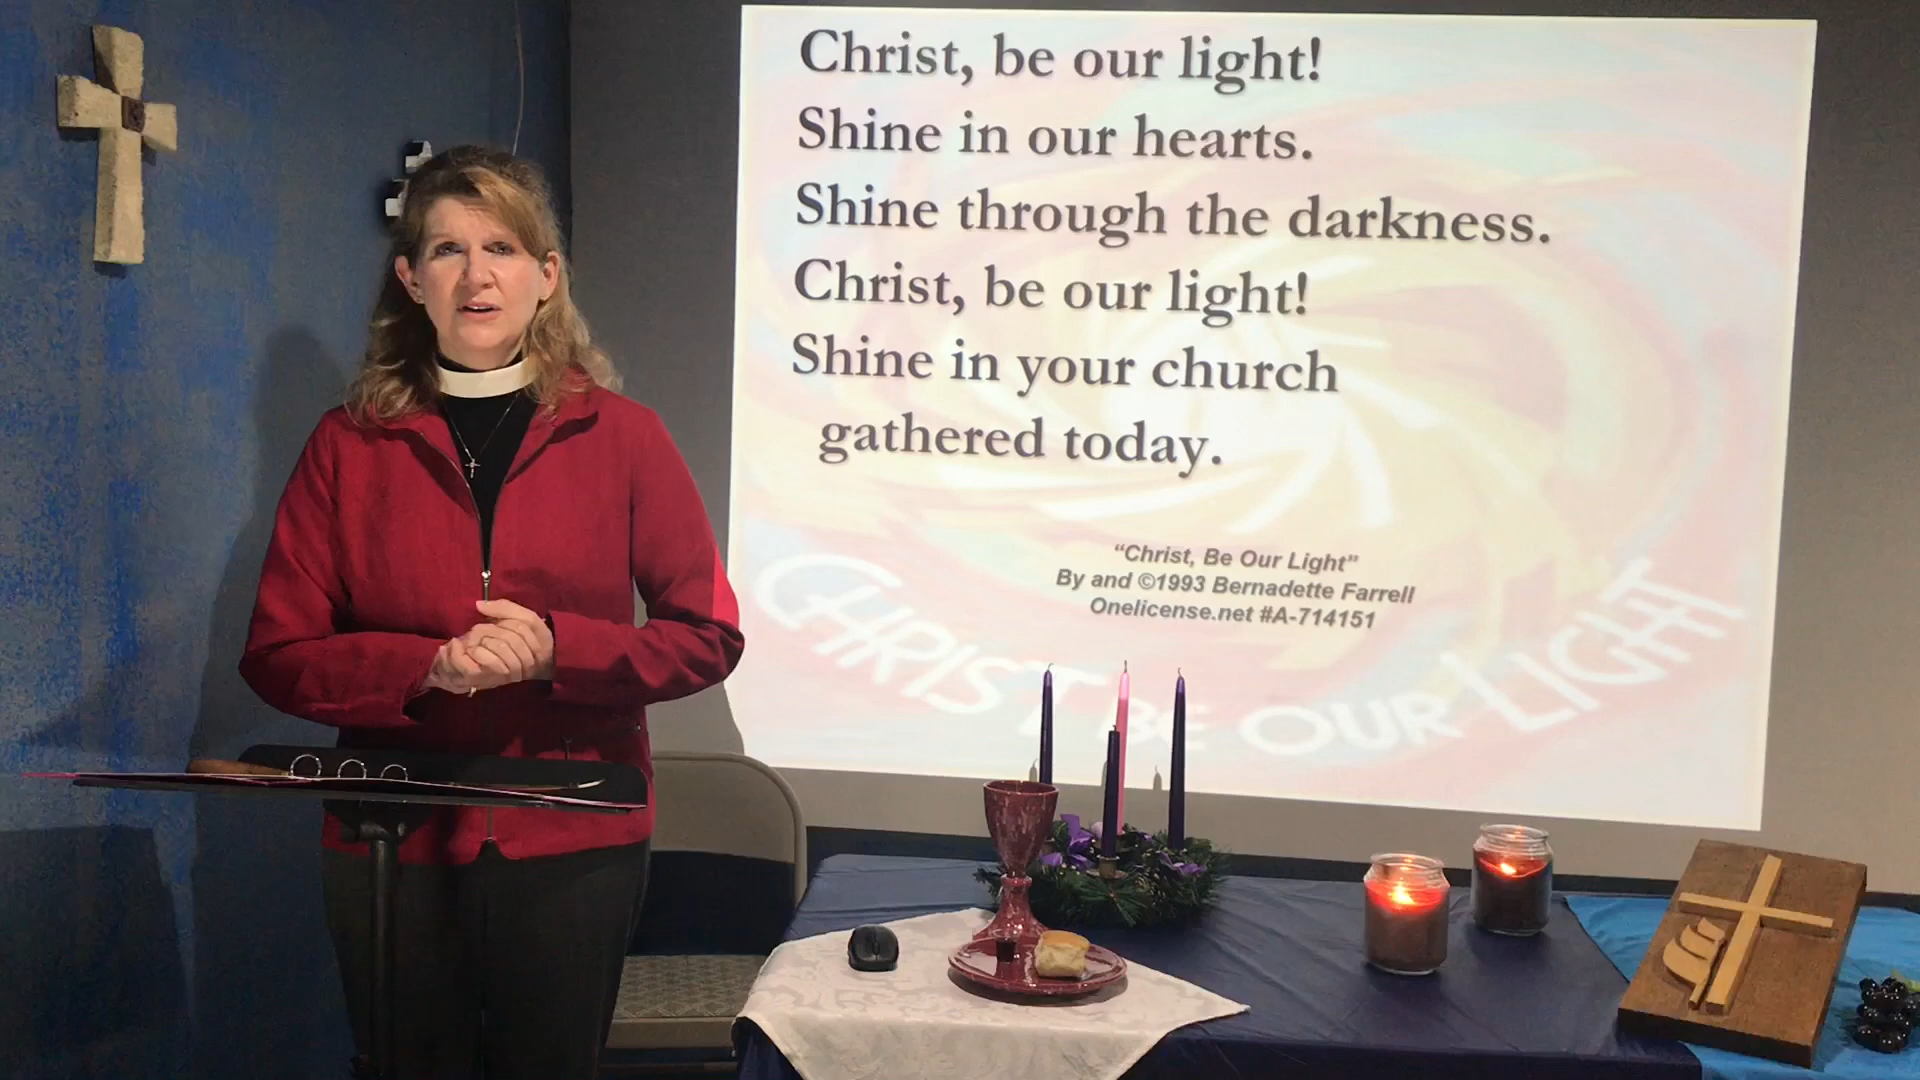 Christ, be our light!
Shine in our hearts.
Shine through the darkness.
Christ, be our light!
Shine in your church
gathered today.
“Christ, Be Our Light”
By and ©1993 Bernadette Farrell
Onelicense.net #A-714151
CHRIST BE OUR LIGHT